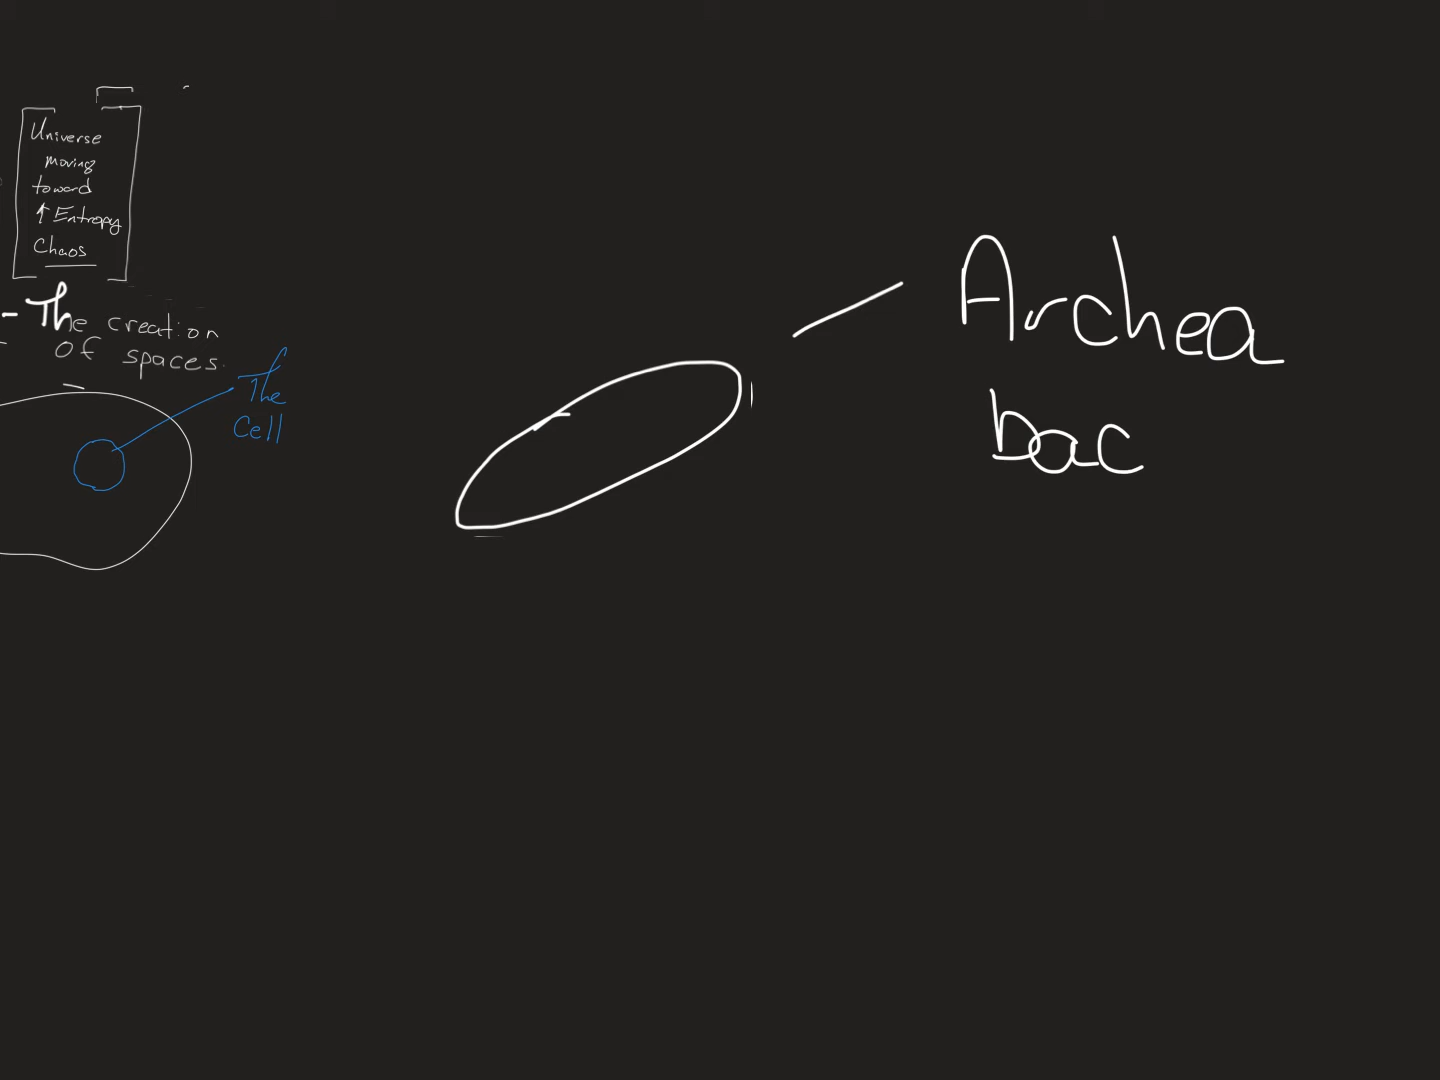 Universe
moving
toward
↑ Entropy
Chaos
- The creation
of spaces.
The
Cell
Archea
bac